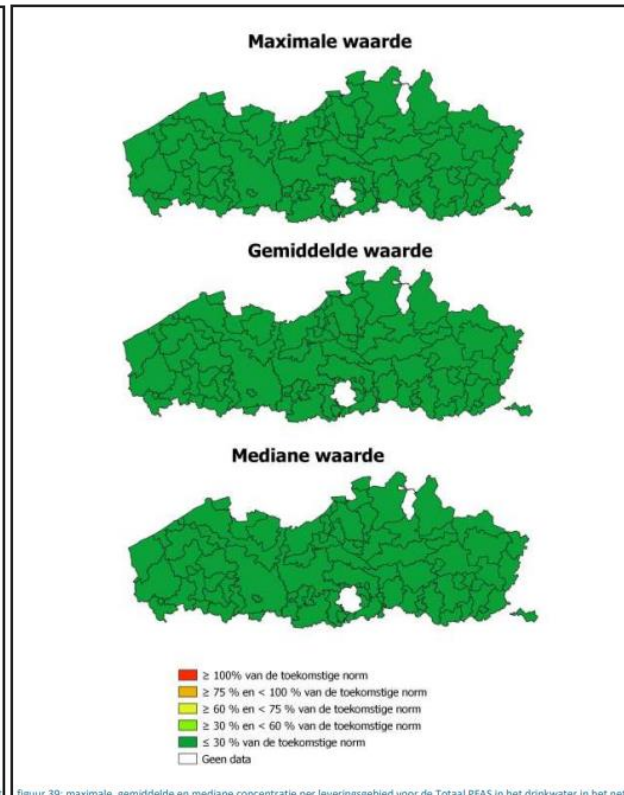 Maximale waarde
Gemiddelde waarde
Mediane waarde
≥ 100% van de toekomstige norm
≥ 75 % en < 100 % van de toekomstige norm
≥ 60 % en < 75 % van de toekomstige norm
≥ 30 % en < 60 % van de toekomstige norm
≤ 30 % van de toekomstige norm
Geen data
figuur 39: maximale, gemiddelde en mediane concentratie per leveringsgebied voor de Totaal PFAS in het drinkwater in het net